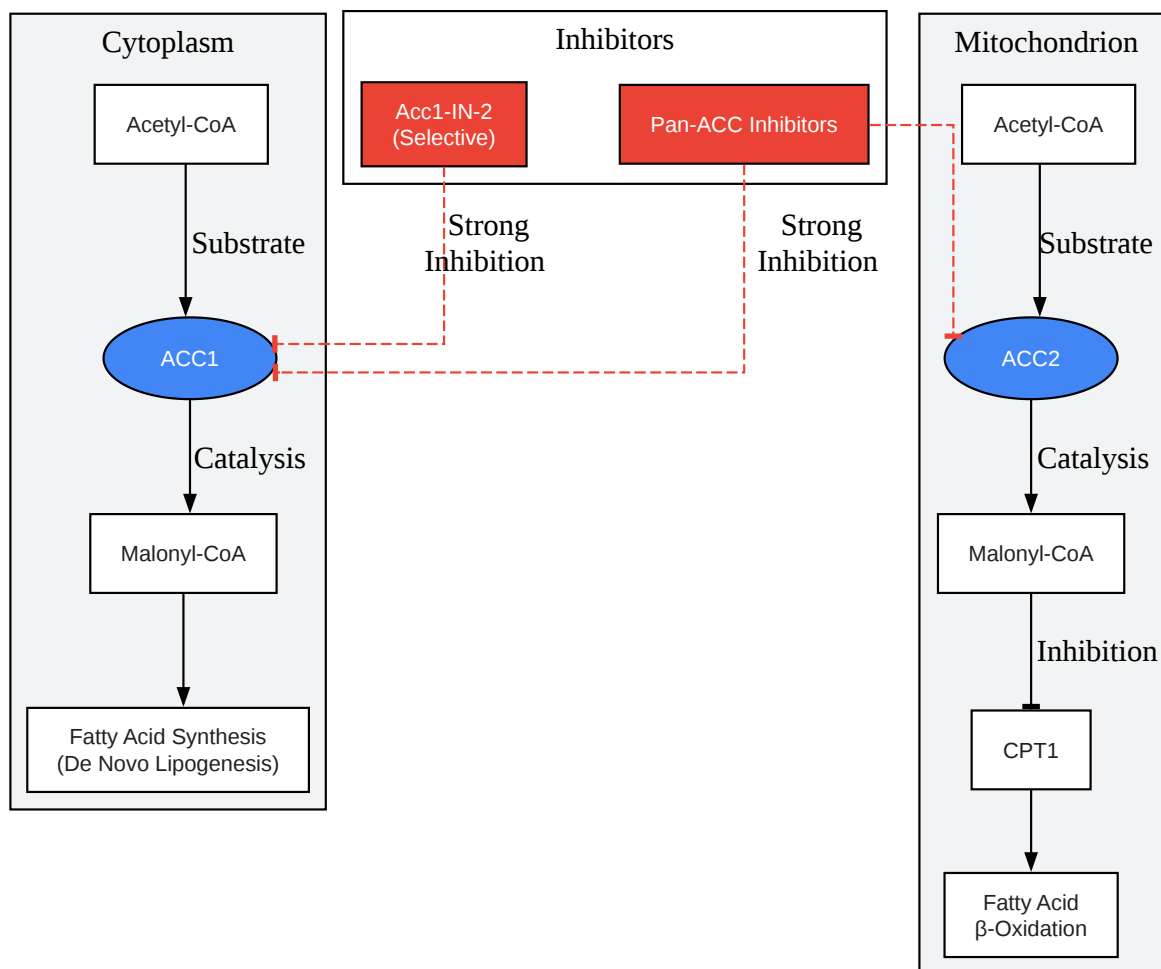 Cytoplasm
Acetyl-CoA
Substrate
ACC1
Catalysis
Malonyl-CoA
Fatty Acid Synthesis
(De Novo Lipogenesis)
Inhibitors
Acc1-IN-2
(Selective)
Pan-ACC Inhibitors
Strong
Inhibition
Strong
Inhibition
Mitochondrion
Acetyl-CoA
Substrate
ACC2
Catalysis
Malonyl-CoA
Inhibition
CPT1
Fatty Acid
β-Oxidation